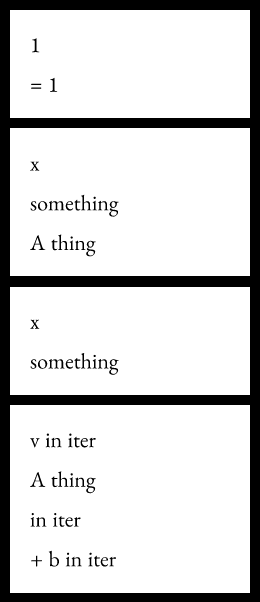 1
= 1
x
something
A thing
x
something
v in iter
A thing
in iter
+ b in iter